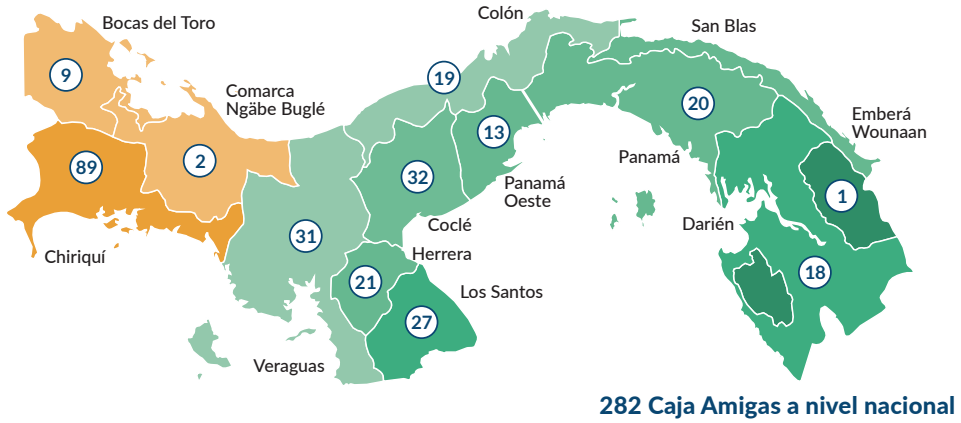 Bocas del Toro
9
Comarca
Ngäbe Buglé
89
2
Chiriquí
Colón
19
San Blas
20
Emberá
Wounaan
13
32
Panamá
Panamá
Oeste
1
31
Coclé
Darién
Herrera
21
18
Los Santos
27
Veraguas
282 Caja Amigas a nivel nacional